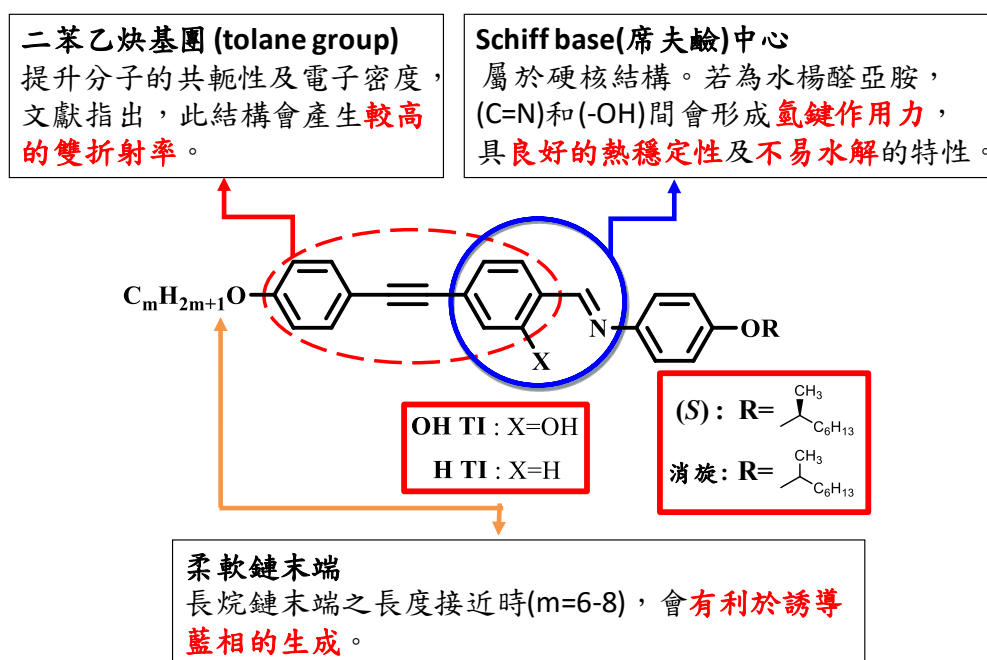 二苯乙炔基團 (tolane group)
提升分子的共軛性及電子密度，
文獻指出，此結構會產生較高
的雙折射率。
Schiff base(席夫鹼)中心
屬於硬核結構。若為水楊醛亞胺，
(C=N)和(-OH)間會形成氫鍵作用力，
具良好的熱穩定性及不易水解的特性。
CmH2m+1O
N
OR
X
OH TI : X=OH
H TI : X=H
(S) : R=
CH3
C6H13
消旋: R=
CH3
C6H13
柔軟鏈末端
長烷鏈末端之長度接近時(m=6-8)，會有利於誘導
藍相的生成。